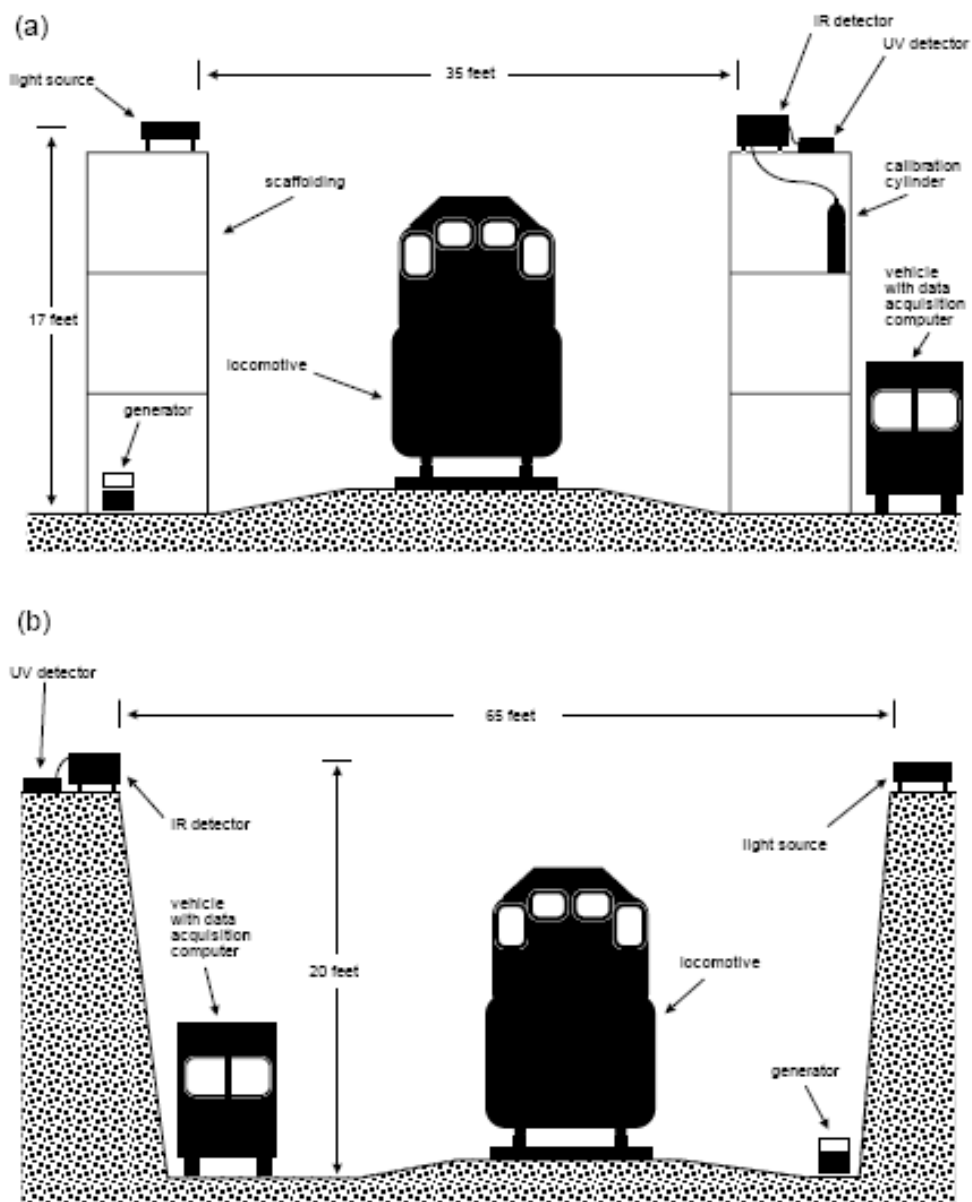 (a)
IR detector
UV detector
light source
35 feet
scaffolding
calibration
cylinder
vehicle
with data
acquisition
computer
17 feet
locomotive
generator
(b)
UV detector
65 feet
IR detector
light source
vehicle
with data
acquisition
computer
20 feet
locomotive
generator